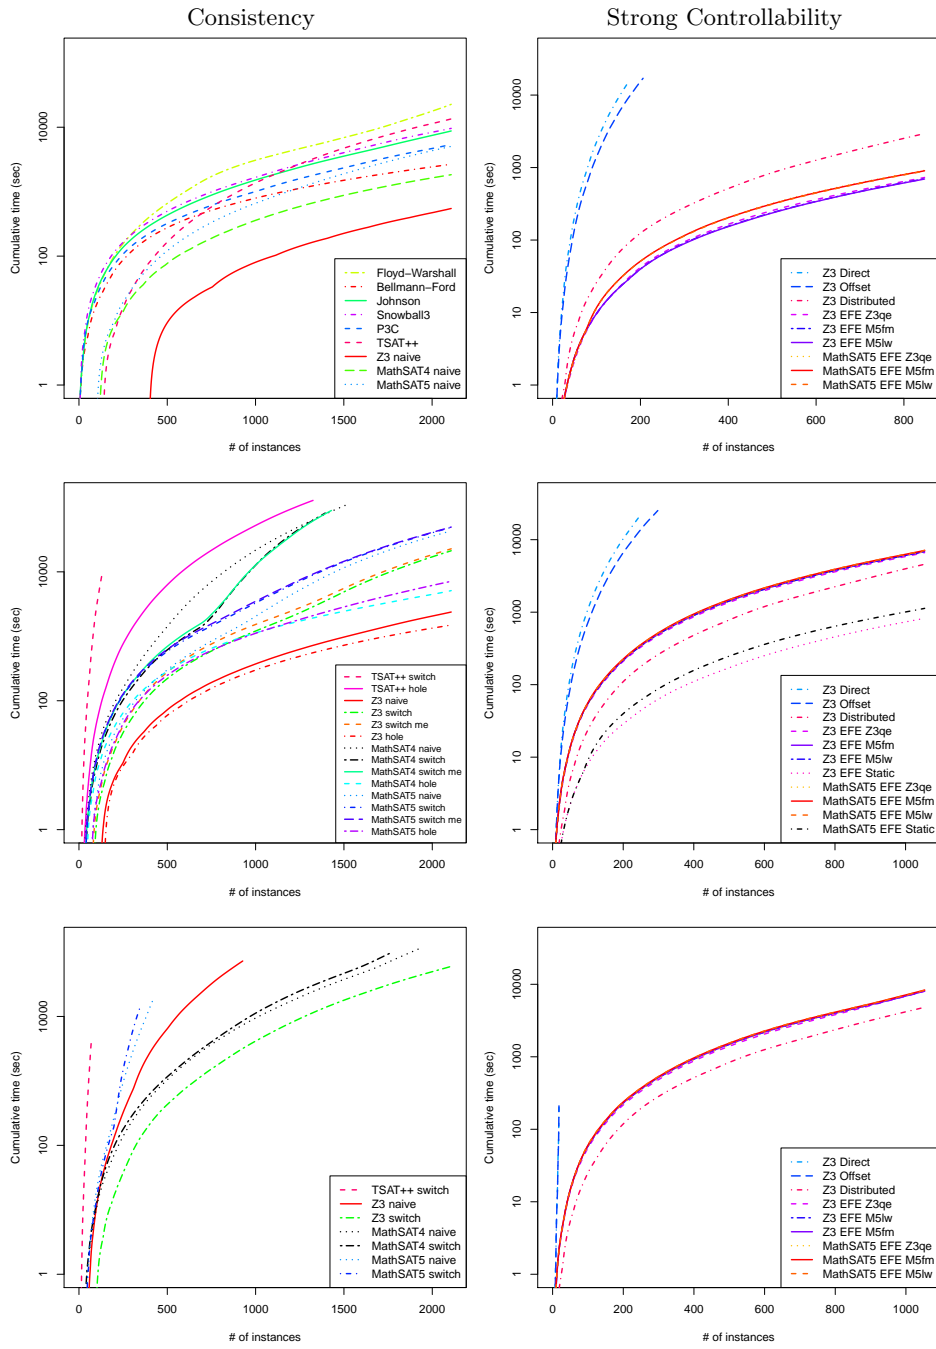 Consistency
Strong Controllability
Cumulative time (sec)
1
100
10000
0
500
1000
1500
2000
# of instances
Floyd−Warshall
Bellmann−Ford
Johnson
Snowball3
P3C
TSAT++
Z3 naive
MathSAT4 naive
MathSAT5 naive
Cumulative time (sec)
1
10
100
1000
10000
0
200
400
600
800
# of instances
Z3 Direct
Z3 Offset
Z3 Distributed
Z3 EFE Z3qe
Z3 EFE M5fm
Z3 EFE M5lw
MathSAT5 EFE Z3qe
MathSAT5 EFE M5fm
MathSAT5 EFE M5lw
Cumulative time (sec)
1
100
10000
0
500
1000
1500
2000
# of instances
TSAT++ switch
TSAT++ hole
Z3 naive
Z3 switch
Z3 switch me
Z3 hole
MathSAT4 naive
MathSAT4 switch
MathSAT4 switch me
MathSAT4 hole
MathSAT5 naive
MathSAT5 switch
MathSAT5 switch me
MathSAT5 hole
Cumulative time (sec)
1
10
100
1000
10000
0
200
400
600
800
1000
# of instances
Z3 Direct
Z3 Offset
Z3 Distributed
Z3 EFE Z3qe
Z3 EFE M5fm
Z3 EFE M5lw
Z3 EFE Static
MathSAT5 EFE Z3qe
MathSAT5 EFE M5fm
MathSAT5 EFE M5lw
MathSAT5 EFE Static
Cumulative time (sec)
1
100
10000
0
500
1000
1500
2000
# of instances
TSAT++ switch
Z3 naive
Z3 switch
MathSAT4 naive
MathSAT4 switch
MathSAT5 naive
MathSAT5 switch
Cumulative time (sec)
1
10
100
1000
10000
0
200
400
600
800
1000
# of instances
Z3 Direct
Z3 Offset
Z3 Distributed
Z3 EFE Z3qe
Z3 EFE M5lw
Z3 EFE M5fm
MathSAT5 EFE Z3qe
MathSAT5 EFE M5fm
MathSAT5 EFE M5lw